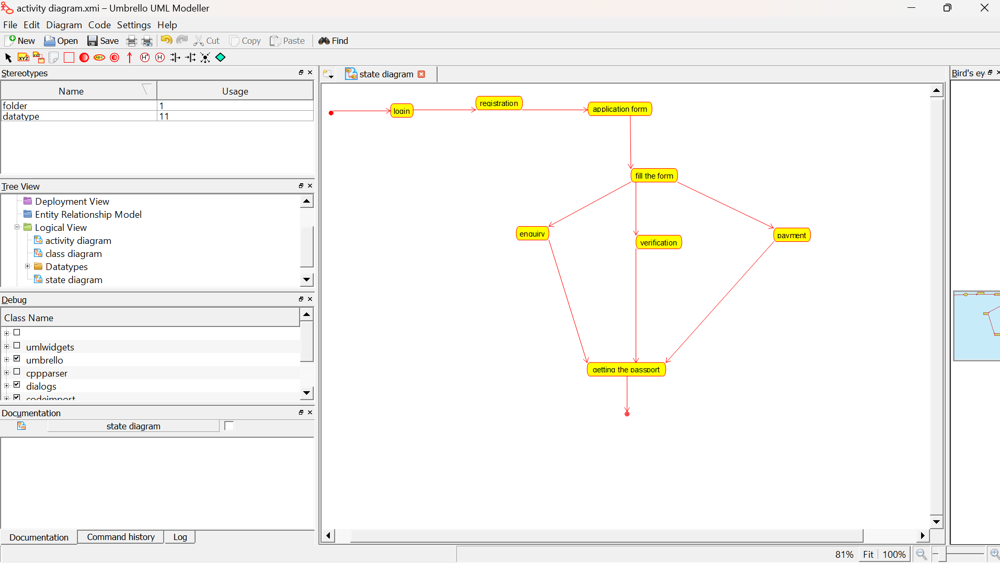 activity diagram.xmi – Umbrello UML Modeller
File Edit Diagram Code Settings Help
New Open Save Cut Copy Paste Find
XYZ XYZ ABC H* H
Stereotypes
Name Usage
folder 1
datatype 11
Tree View
Deployment View
Entity Relationship Model
Logical View
activity diagram
class diagram
Datatypes
state diagram
Debug
Class Name
umlwidgets
umbrello
cppparser
dialogs
codeimport
Documentation
state diagram
Documentation Command history Log
state diagram
login
registration
application form
fill the form
enquiry
verification
payment
getting the passport
Bird's ey
81% Fit 100%